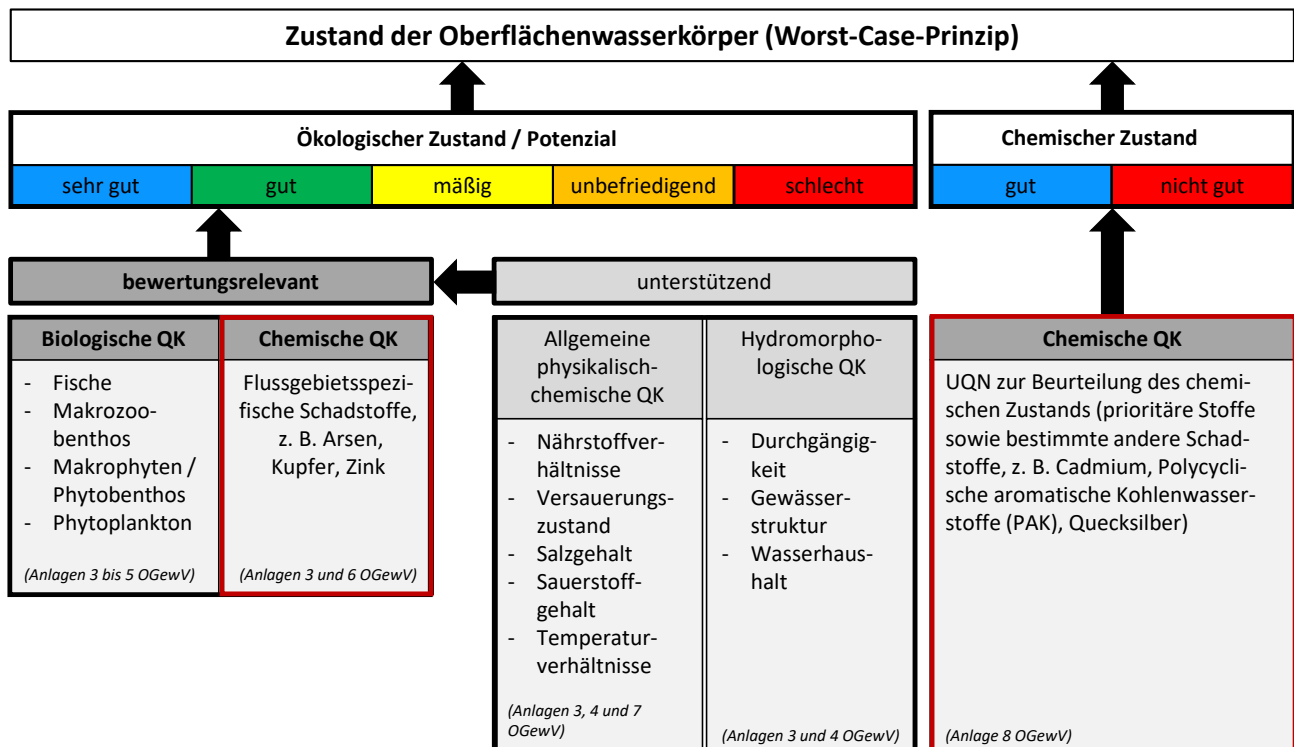 Zustand der Oberflächenwasserkörper (Worst-Case-Prinzip)
Ökologischer Zustand / Potenzial
sehr gut
gut
mäßig
unbefriedigend
schlecht
Chemischer Zustand
gut
nicht gut
bewertungsrelevant
unterstützend
Biologische QK
- Fische
- Makrozoo-
benthos
- Makrophyten /
Phytobenthos
- Phytoplankton
(Anlagen 3 bis 5 OGewV)
Chemische QK
Flussgebietsspezi-
fische Schadstoffe,
z. B. Arsen,
Kupfer, Zink
(Anlagen 3 und 6 OGewV)
Allgemeine
physikalisch-
chemische QK
- Nährstoffver-
hältnisse
- Versauerungs-
zustand
- Salzgehalt
- Sauerstoff-
gehalt
- Temperatur-
verhältnisse
(Anlagen 3, 4 und 7
OGewV)
Hydromorpho-
logische QK
- Durchgängig-
keit
- Gewässer-
struktur
- Wasserhaus-
halt
(Anlagen 3 und 4 OGewV)
Chemische QK
UQN zur Beurteilung des chemi-
schen Zustands (prioritäre Stoffe
sowie bestimmte andere Schad-
stoffe, z. B. Cadmium, Polycycli-
sche aromatische Kohlenwasser-
stoffe (PAK), Quecksilber)
(Anlage 8 OGewV)